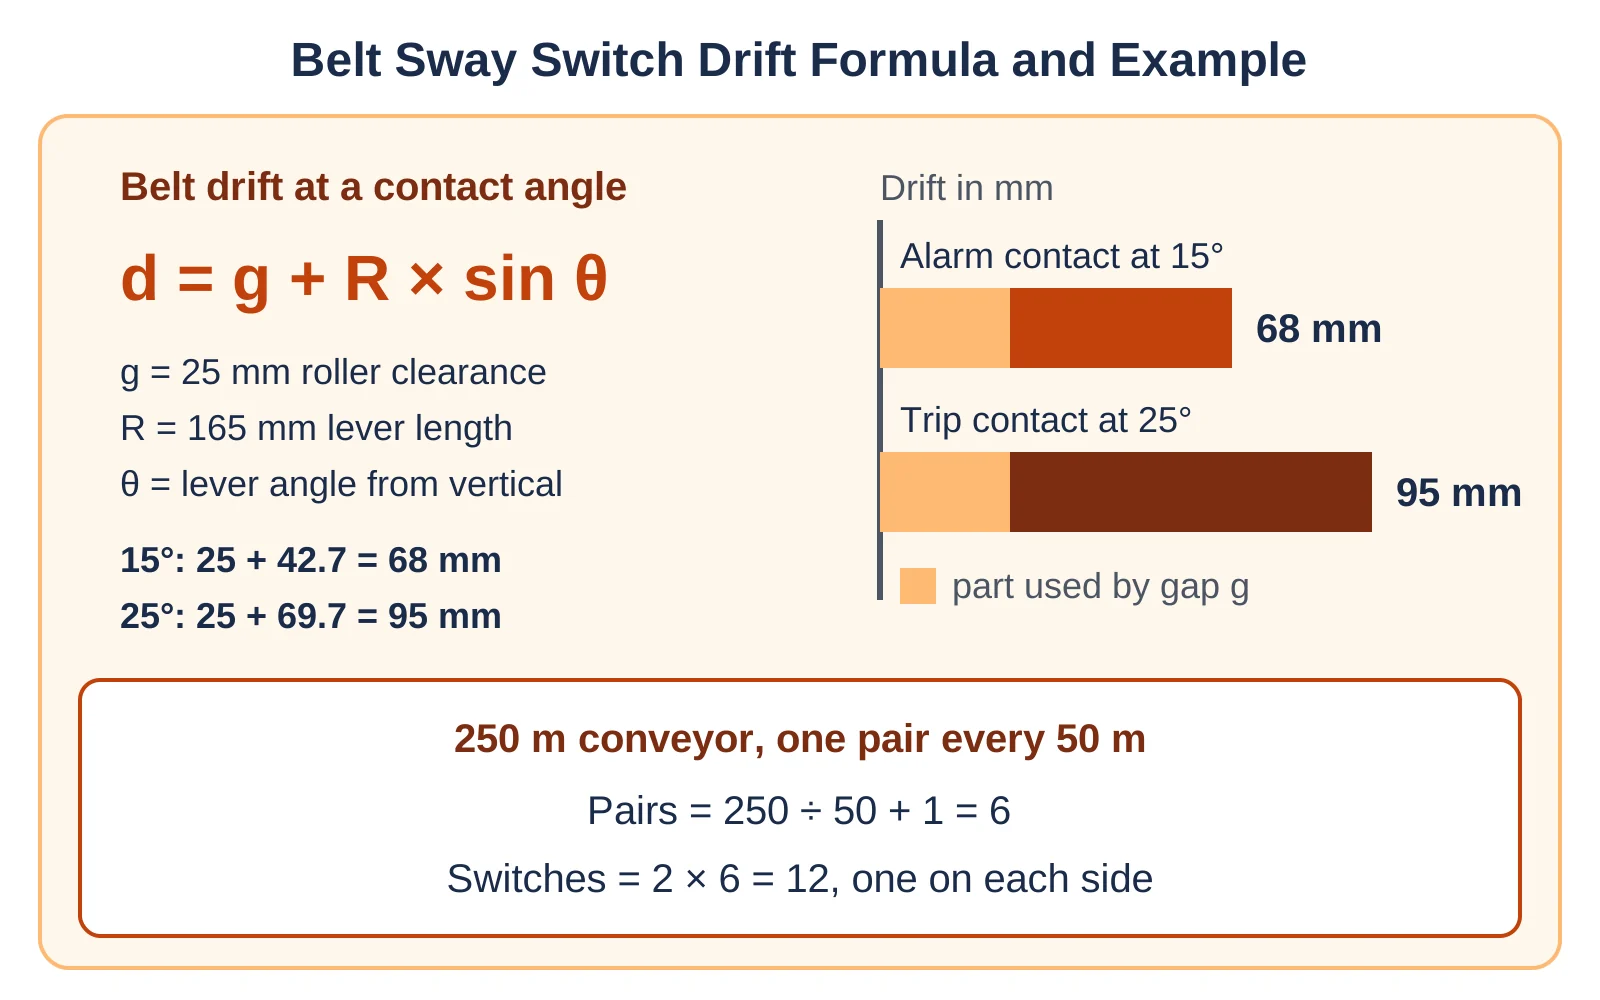 Belt Sway Switch Drift Formula and Example
Belt drift at a contact angle
d = g + R × sin θ
g = 25 mm roller clearance
R = 165 mm lever length
θ = lever angle from vertical
15°: 25 + 42.7 = 68 mm
25°: 25 + 69.7 = 95 mm
Drift in mm
Alarm contact at 15°
68 mm
Trip contact at 25°
95 mm
part used by gap g
250 m conveyor, one pair every 50 m
Pairs = 250 ÷ 50 + 1 = 6
Switches = 2 × 6 = 12, one on each side